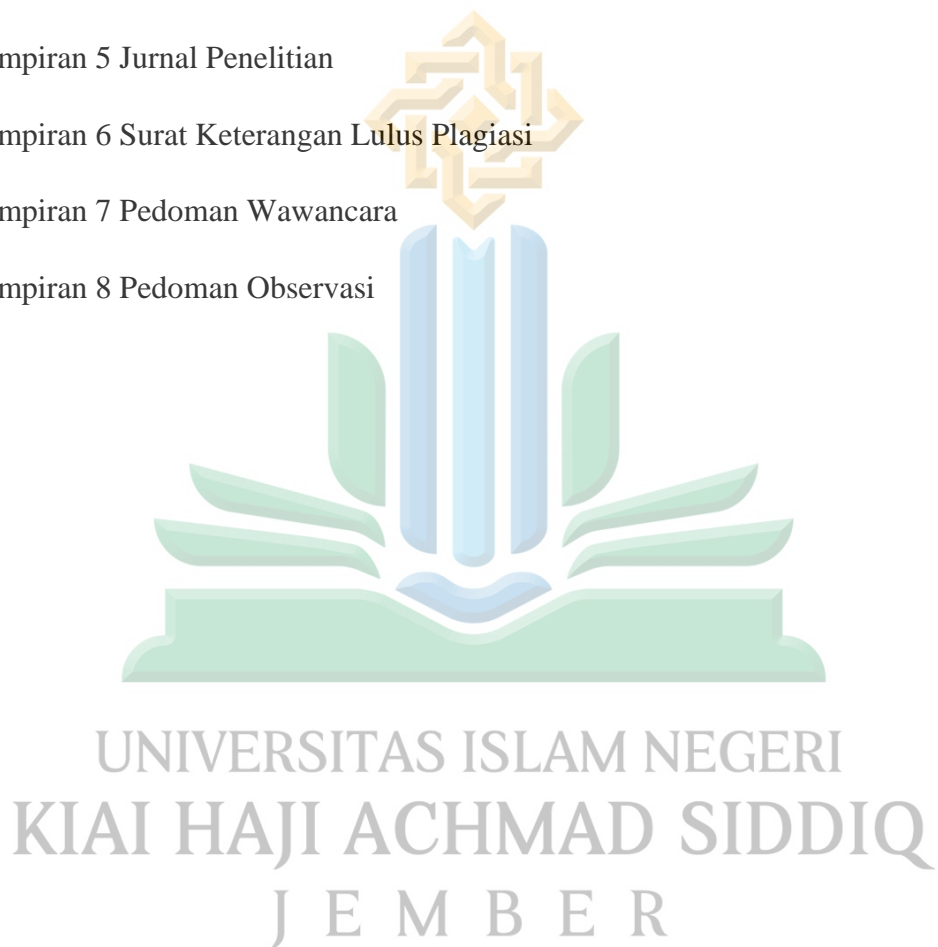 mpiran 5 Jurnal Penelitian
mpiran 6 Surat Keterangan Lulus Plagiasi
mpiran 7 Pedoman Wawancara
mpiran 8 Pedoman Observasi
UNIVERSITAS ISLAM NEGERI
KIAI HAJI ACHMAD SIDDIQ
JEMBER